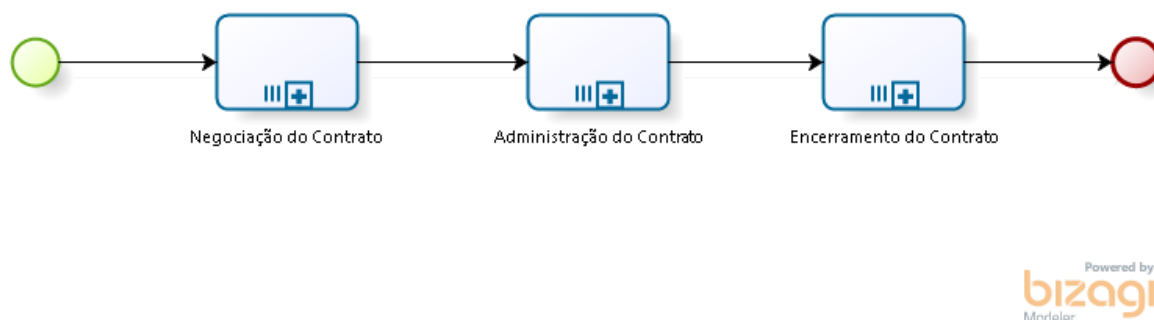 Negociação do Contrato
Administração do Contrato
Encerramento do Contrato
Powered by
bizagi
Modeler